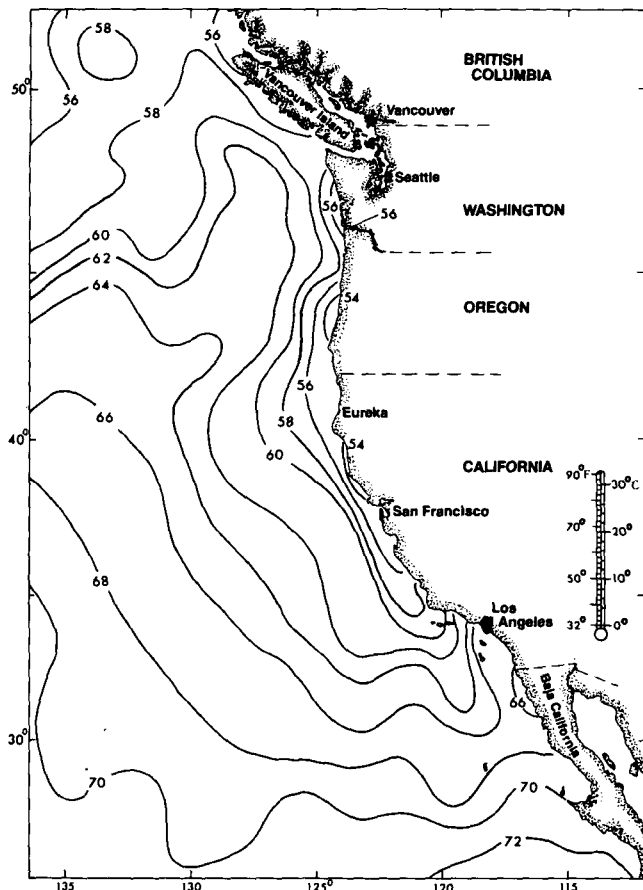 58
56
BRITISH
COLUMBIA
50°
Vancouver Island
Vancouver
56
58
Seattle
56
56
WASHINGTON
60
62
64
54
OREGON
56
66
Eureka
58
54
40°
60
CALIFORNIA
90°F
30°C
San Francisco
70°
20°
68
50°
10°
Los
Angeles
32°
0°
66
Baja California
30°
70
70
72
135
130
125°
120
115